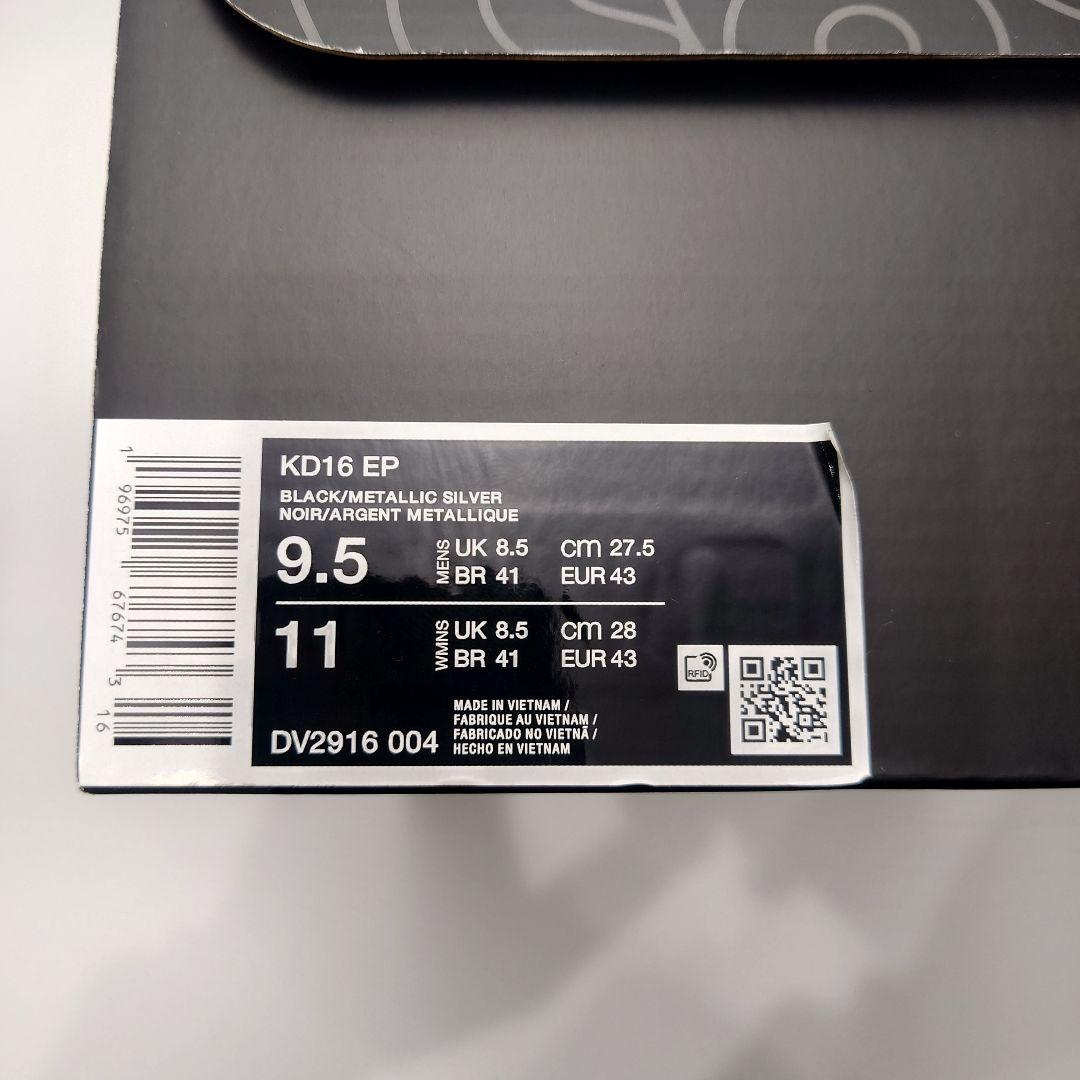 KD16 EP
BLACK/METALLIC SILVER
NOIR/ARGENT METALLIQUE
9.5 MENS UK 8.5 cm 27.5
BR 41 EUR 43
11 WMNS UK 8.5 cm 28
BR 41 EUR 43
RFID
MADE IN VIETNAM /
FABRIQUE AU VIETNAM /
FABRICADO NO VIETNÃ /
HECHO EN VIETNAM
DV2916 004
1 96975 67674 3 16